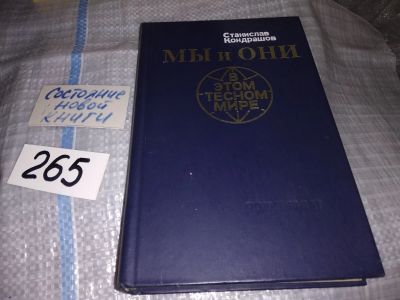 Станислав
Кондрашов
МЫ и ОНИ
В
ЭТОМ
ТЕСНОМ
МИРЕ
Состояние
новой
книги
265